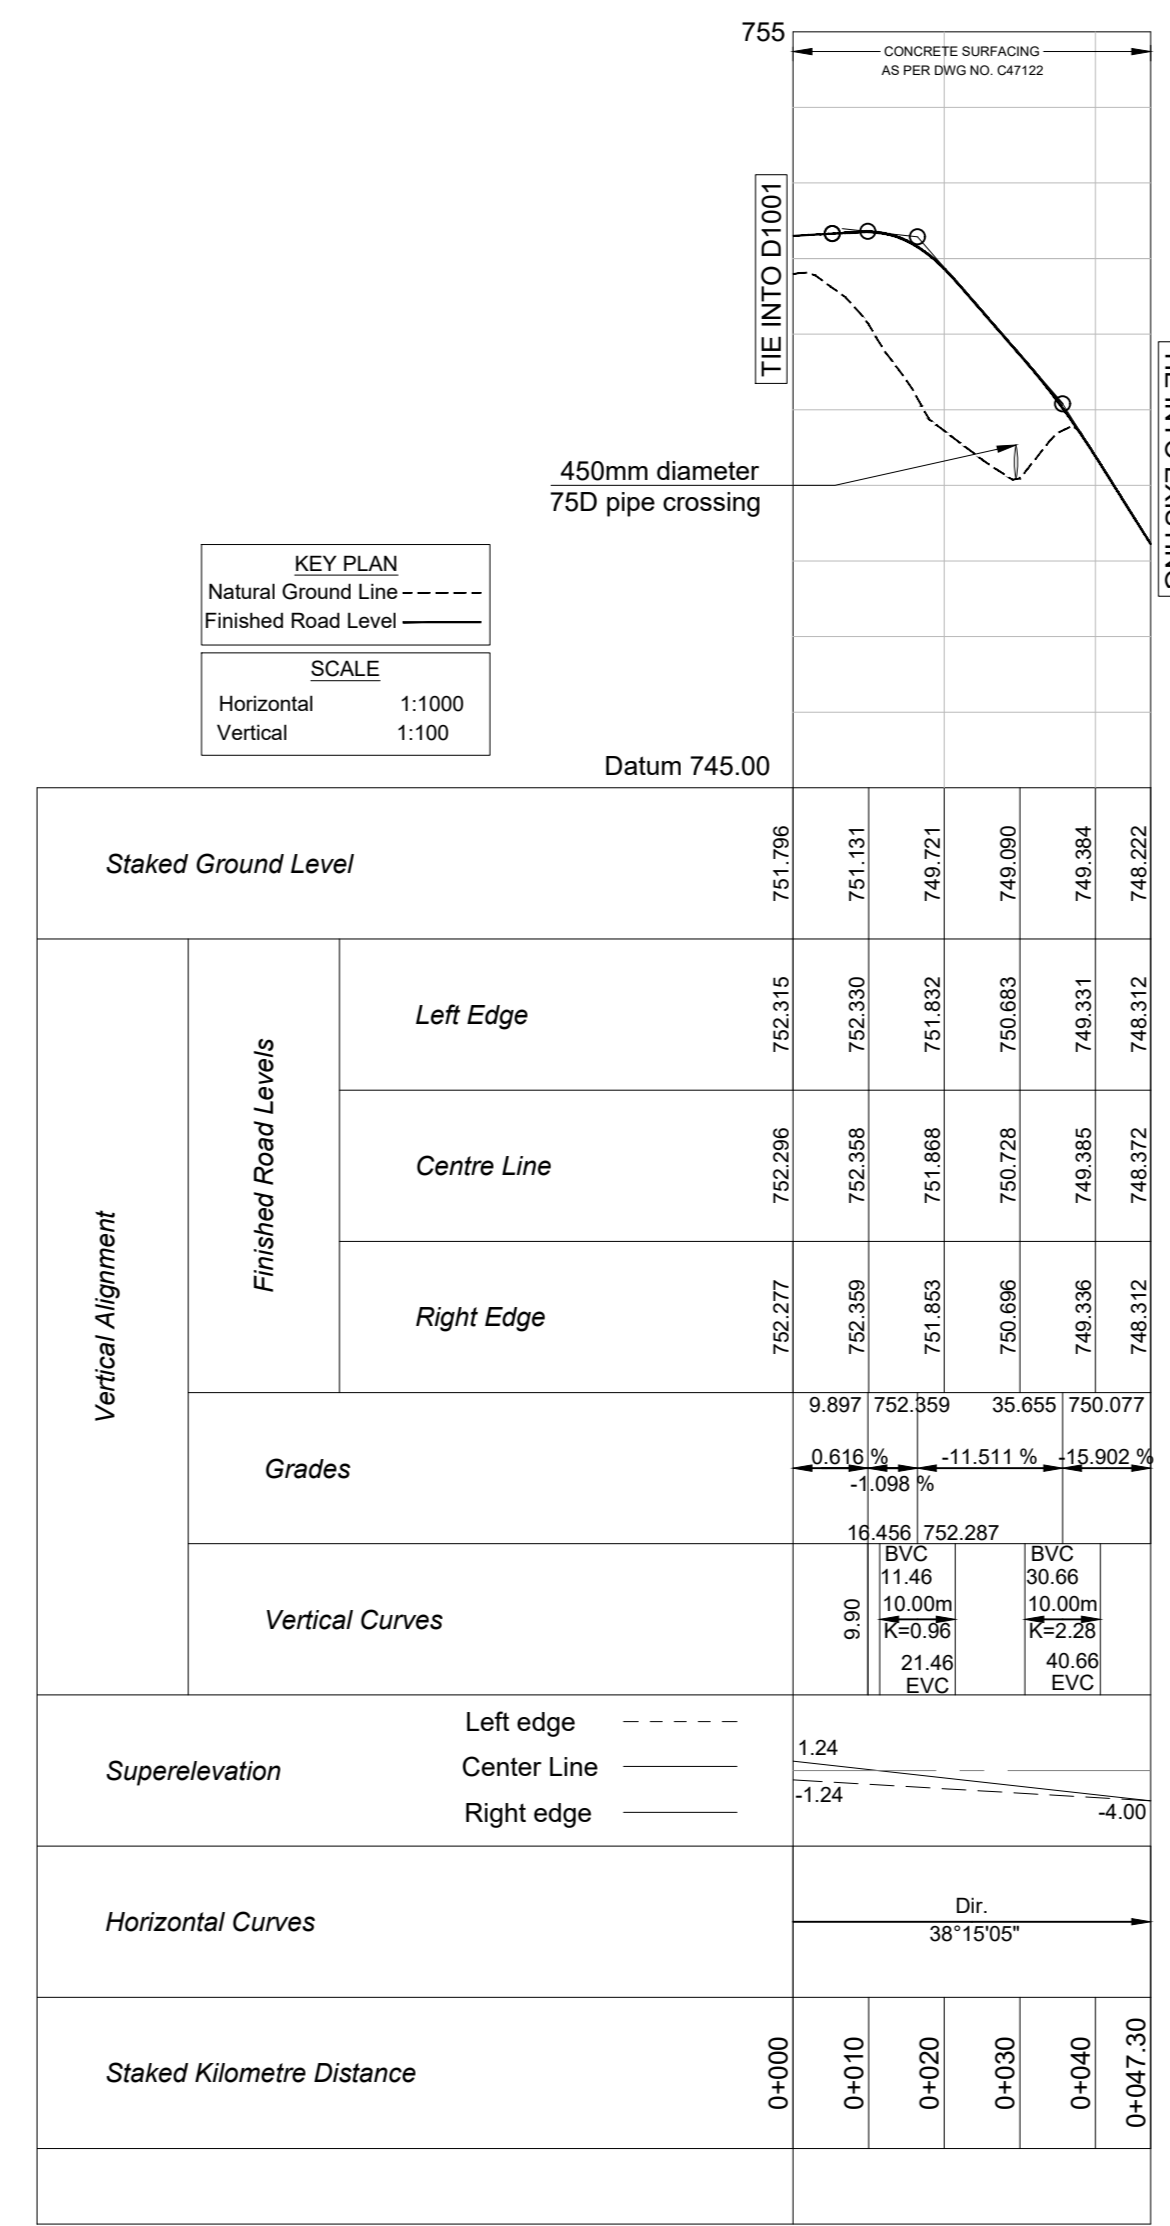 755
CONCRETE SURFACING
AS PER DWG NO. C47122
TIE INTO D1001
TIE INTO EXISTING
450mm diameter
75D pipe crossing
KEY PLAN
Natural Ground Line
Finished Road Level
SCALE
Horizontal 1:1000
Vertical 1:100
Datum 745.00
Staked Ground Level 751.796 751.131 749.721 749.090 749.384 748.222
Vertical Alignment
Finished Road Levels
Left Edge 752.315 752.330 751.832 750.683 749.331 748.312
Centre Line 752.296 752.358 751.868 750.728 749.385 748.372
Right Edge 752.277 752.359 751.853 750.696 749.336 748.312
Grades
9.897 752.359 35.655 750.077
0.616 % -11.511 % -15.902 %
-1.098 %
16.456 752.287
Vertical Curves
9.90
BVC
11.46
10.00m
K=0.96
21.46
EVC
BVC
30.66
10.00m
K=2.28
40.66
EVC
Superelevation
Left edge
Center Line
Right edge
1.24
-1.24
-4.00
Horizontal Curves
Dir.
38°15'05"
Staked Kilometre Distance 0+000 0+010 0+020 0+030 0+040 0+047.30